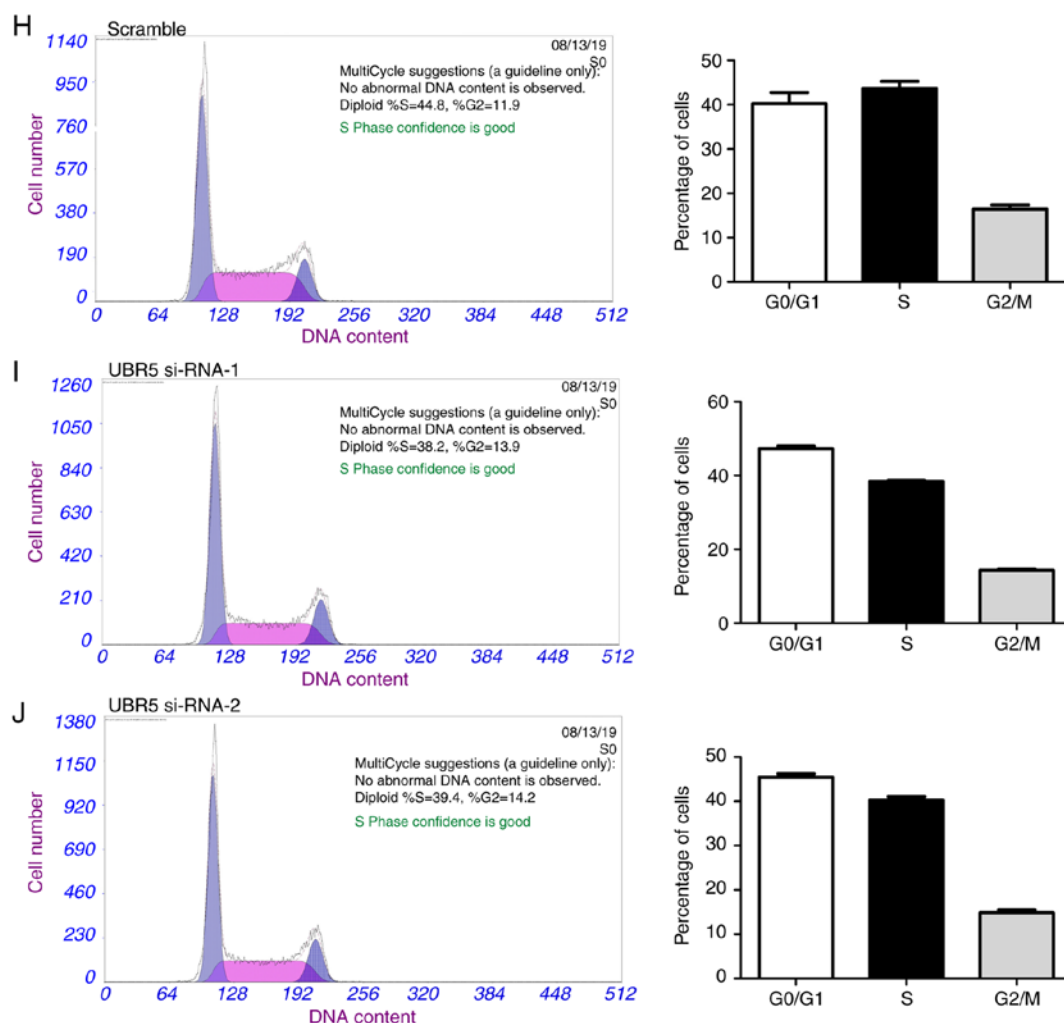 H
Scramble
08/13/19
S0
MultiCycle suggestions (a guideline only):
No abnormal DNA content is observed.
Diploid %S=44.8, %G2=11.9
S Phase confidence is good
Cell number
1140
950
760
570
380
190
0
0 64 128 192 256 320 384 448 512
DNA content
Percentage of cells
50
40
30
20
10
0
G0/G1 S G2/M
I
UBR5 si-RNA-1
08/13/19
S0
MultiCycle suggestions (a guideline only):
No abnormal DNA content is observed.
Diploid %S=38.2, %G2=13.9
S Phase confidence is good
Cell number
1260
1050
840
630
420
210
0
0 64 128 192 256 320 384 448 512
DNA content
Percentage of cells
60
40
20
0
G0/G1 S G2/M
J
UBR5 si-RNA-2
08/13/19
S0
MultiCycle suggestions (a guideline only):
No abnormal DNA content is observed.
Diploid %S=39.4, %G2=14.2
S Phase confidence is good
Cell number
1380
1150
920
690
460
230
0
0 64 128 192 256 320 384 448 512
DNA content
Percentage of cells
50
40
30
20
10
0
G0/G1 S G2/M